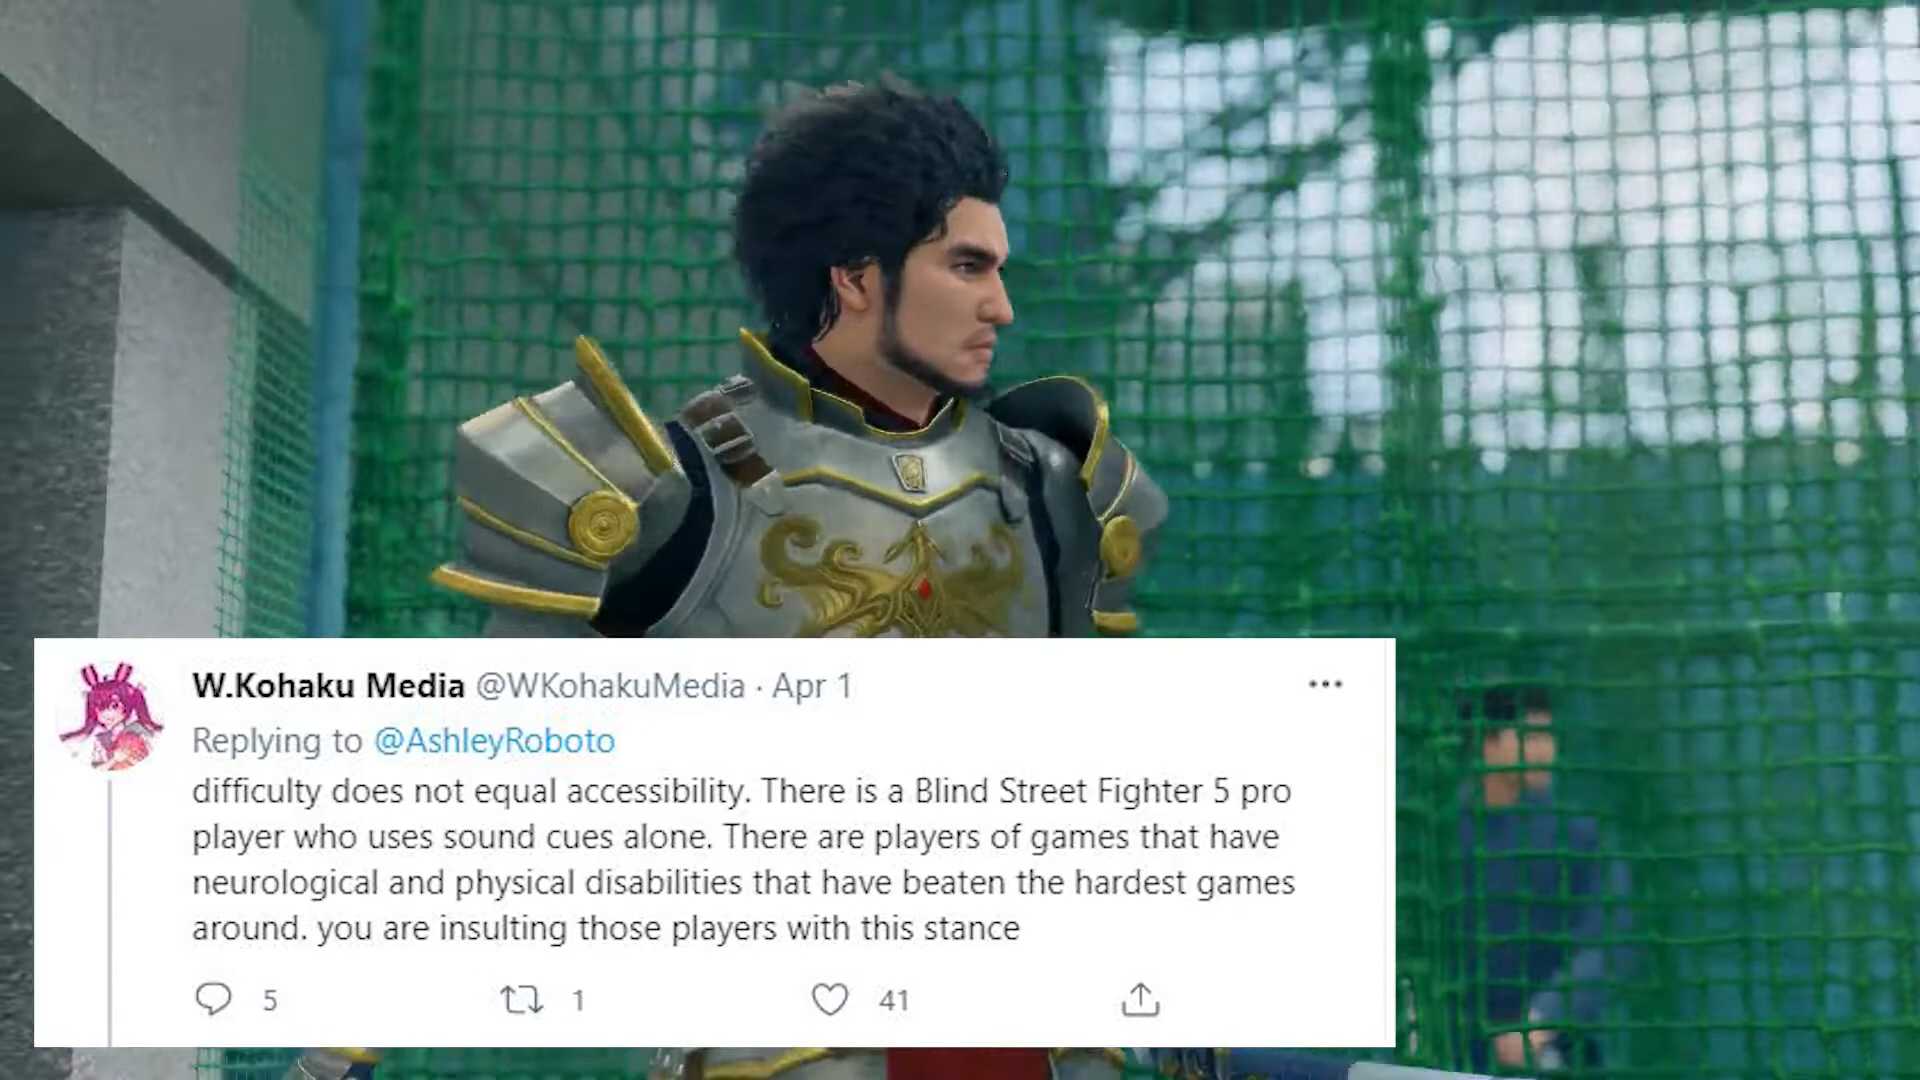 W.Kohaku Media @WKohakuMedia · Apr 1
Replying to @AshleyRoboto
difficulty does not equal accessibility. There is a Blind Street Fighter 5 pro
player who uses sound cues alone. There are players of games that have
neurological and physical disabilities that have beaten the hardest games
around. you are insulting those players with this stance
5 1 41